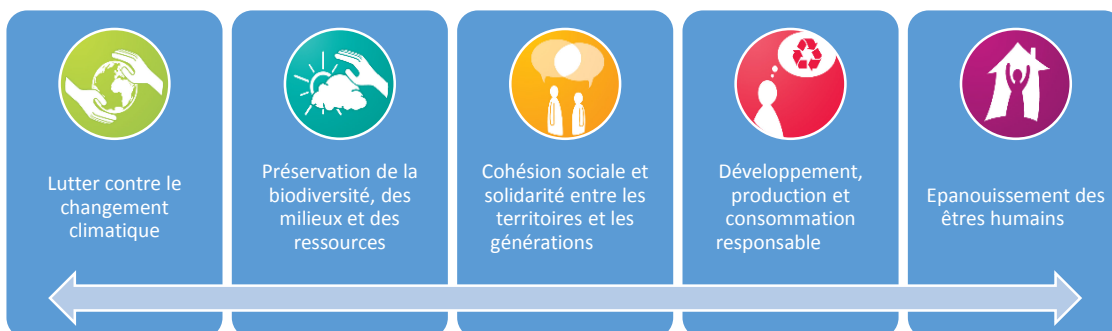 Lutter contre le
changement
climatique
Préservation de la
biodiversité, des
milieux et des
ressources
Cohésion sociale et
solidarité entre les
territoires et les
générations
Développement,
production et
consommation
responsable
Epanouissement des
êtres humains